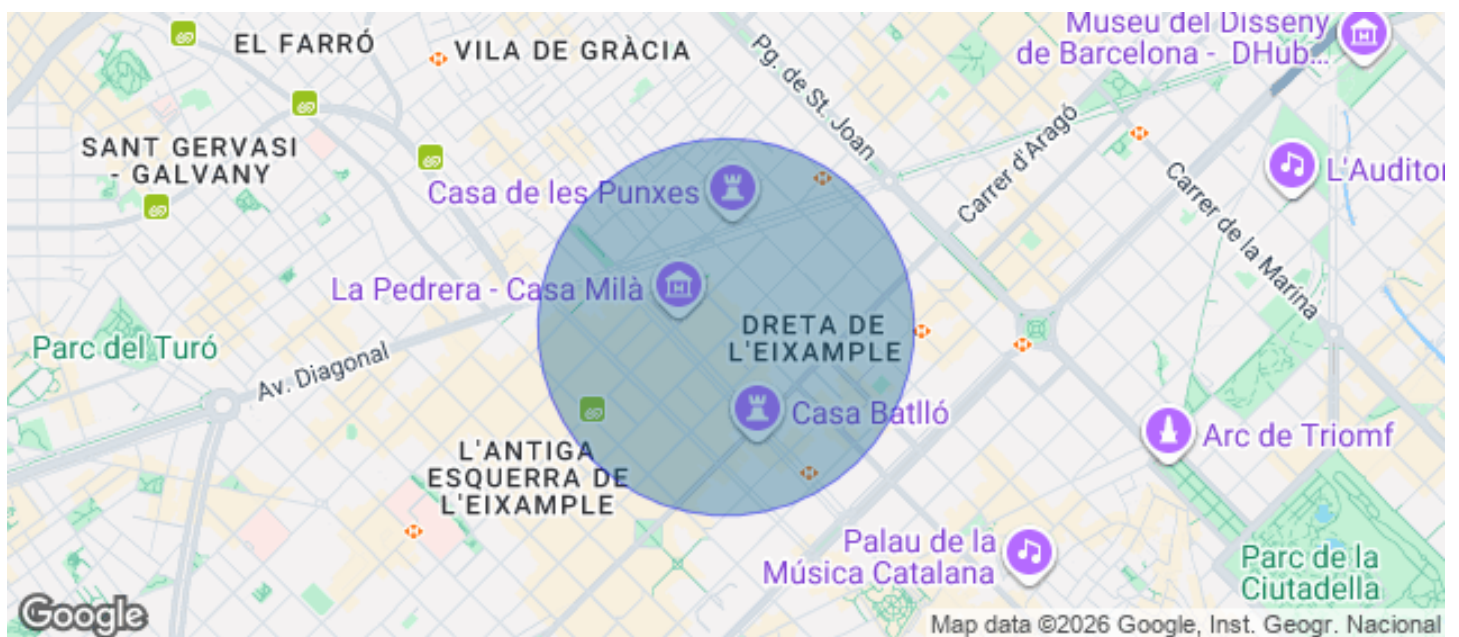 EL FARRÓ
VILA DE GRÀCIA
Pg. de St. Joan
Museu del Disseny
de Barcelona - DHub...
SANT GERVASI
- GALVANY
Casa de les Punxes
Carrer d'Aragó
L'Auditor
Carrer de la Marina
La Pedrera - Casa Milà
DRETA DE
L'EIXAMPLE
Parc del Turó
Av. Diagonal
Casa Batlló
Arc de Triomf
L'ANTIGA
ESQUERRA DE
L'EIXAMPLE
Palau de la
Música Catalana
Parc de la
Ciutadella
Google
Map data ©2026 Google, Inst. Geogr. Nacional